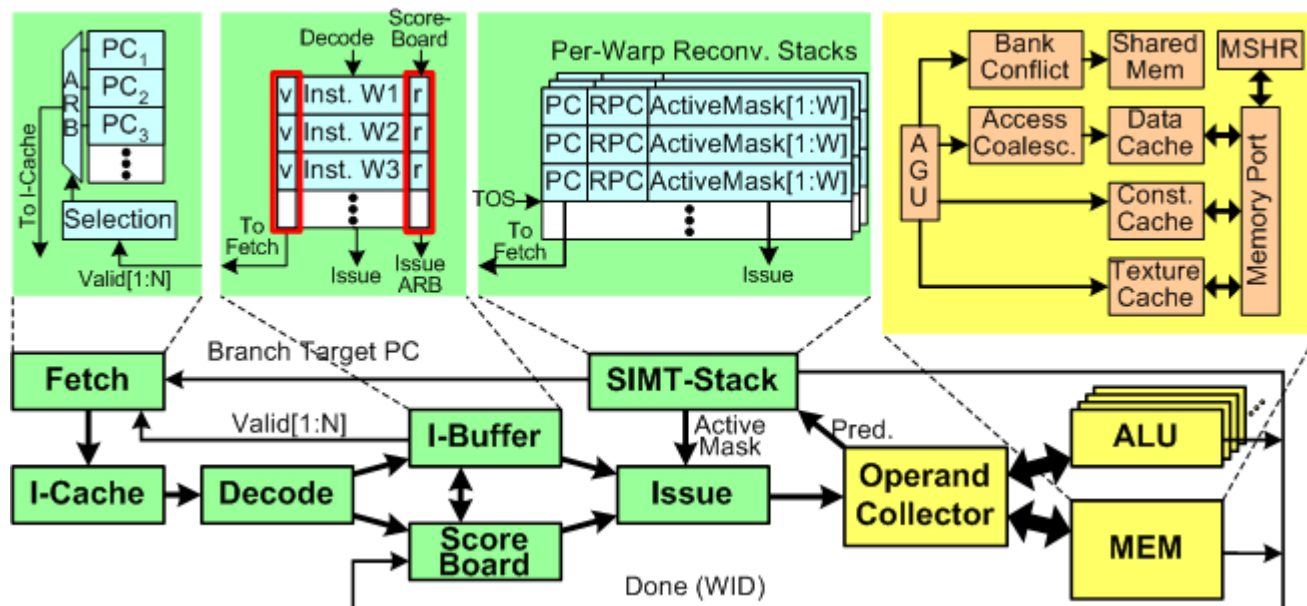 ARB
PC1
PC2
PC3
To I-Cache
Selection
Valid[1:N]
Decode
Score-
Board
v Inst. W1 r
v Inst. W2 r
v Inst. W3 r
To
Fetch
Issue
Issue
ARB
Per-Warp Reconv. Stacks
PC RPC ActiveMask[1:W]
PC RPC ActiveMask[1:W]
PC RPC ActiveMask[1:W]
TOS
To
Fetch
Issue
AGU
Bank
Conflict
Shared
Mem
MSHR
Access
Coalesc.
Data
Cache
Const.
Cache
Texture
Cache
Memory Port
Fetch
Branch Target PC
SIMT-Stack
Valid[1:N]
I-Buffer
Active
Mask
Pred.
ALU
I-Cache
Decode
Issue
Operand
Collector
Score
Board
MEM
Done (WID)